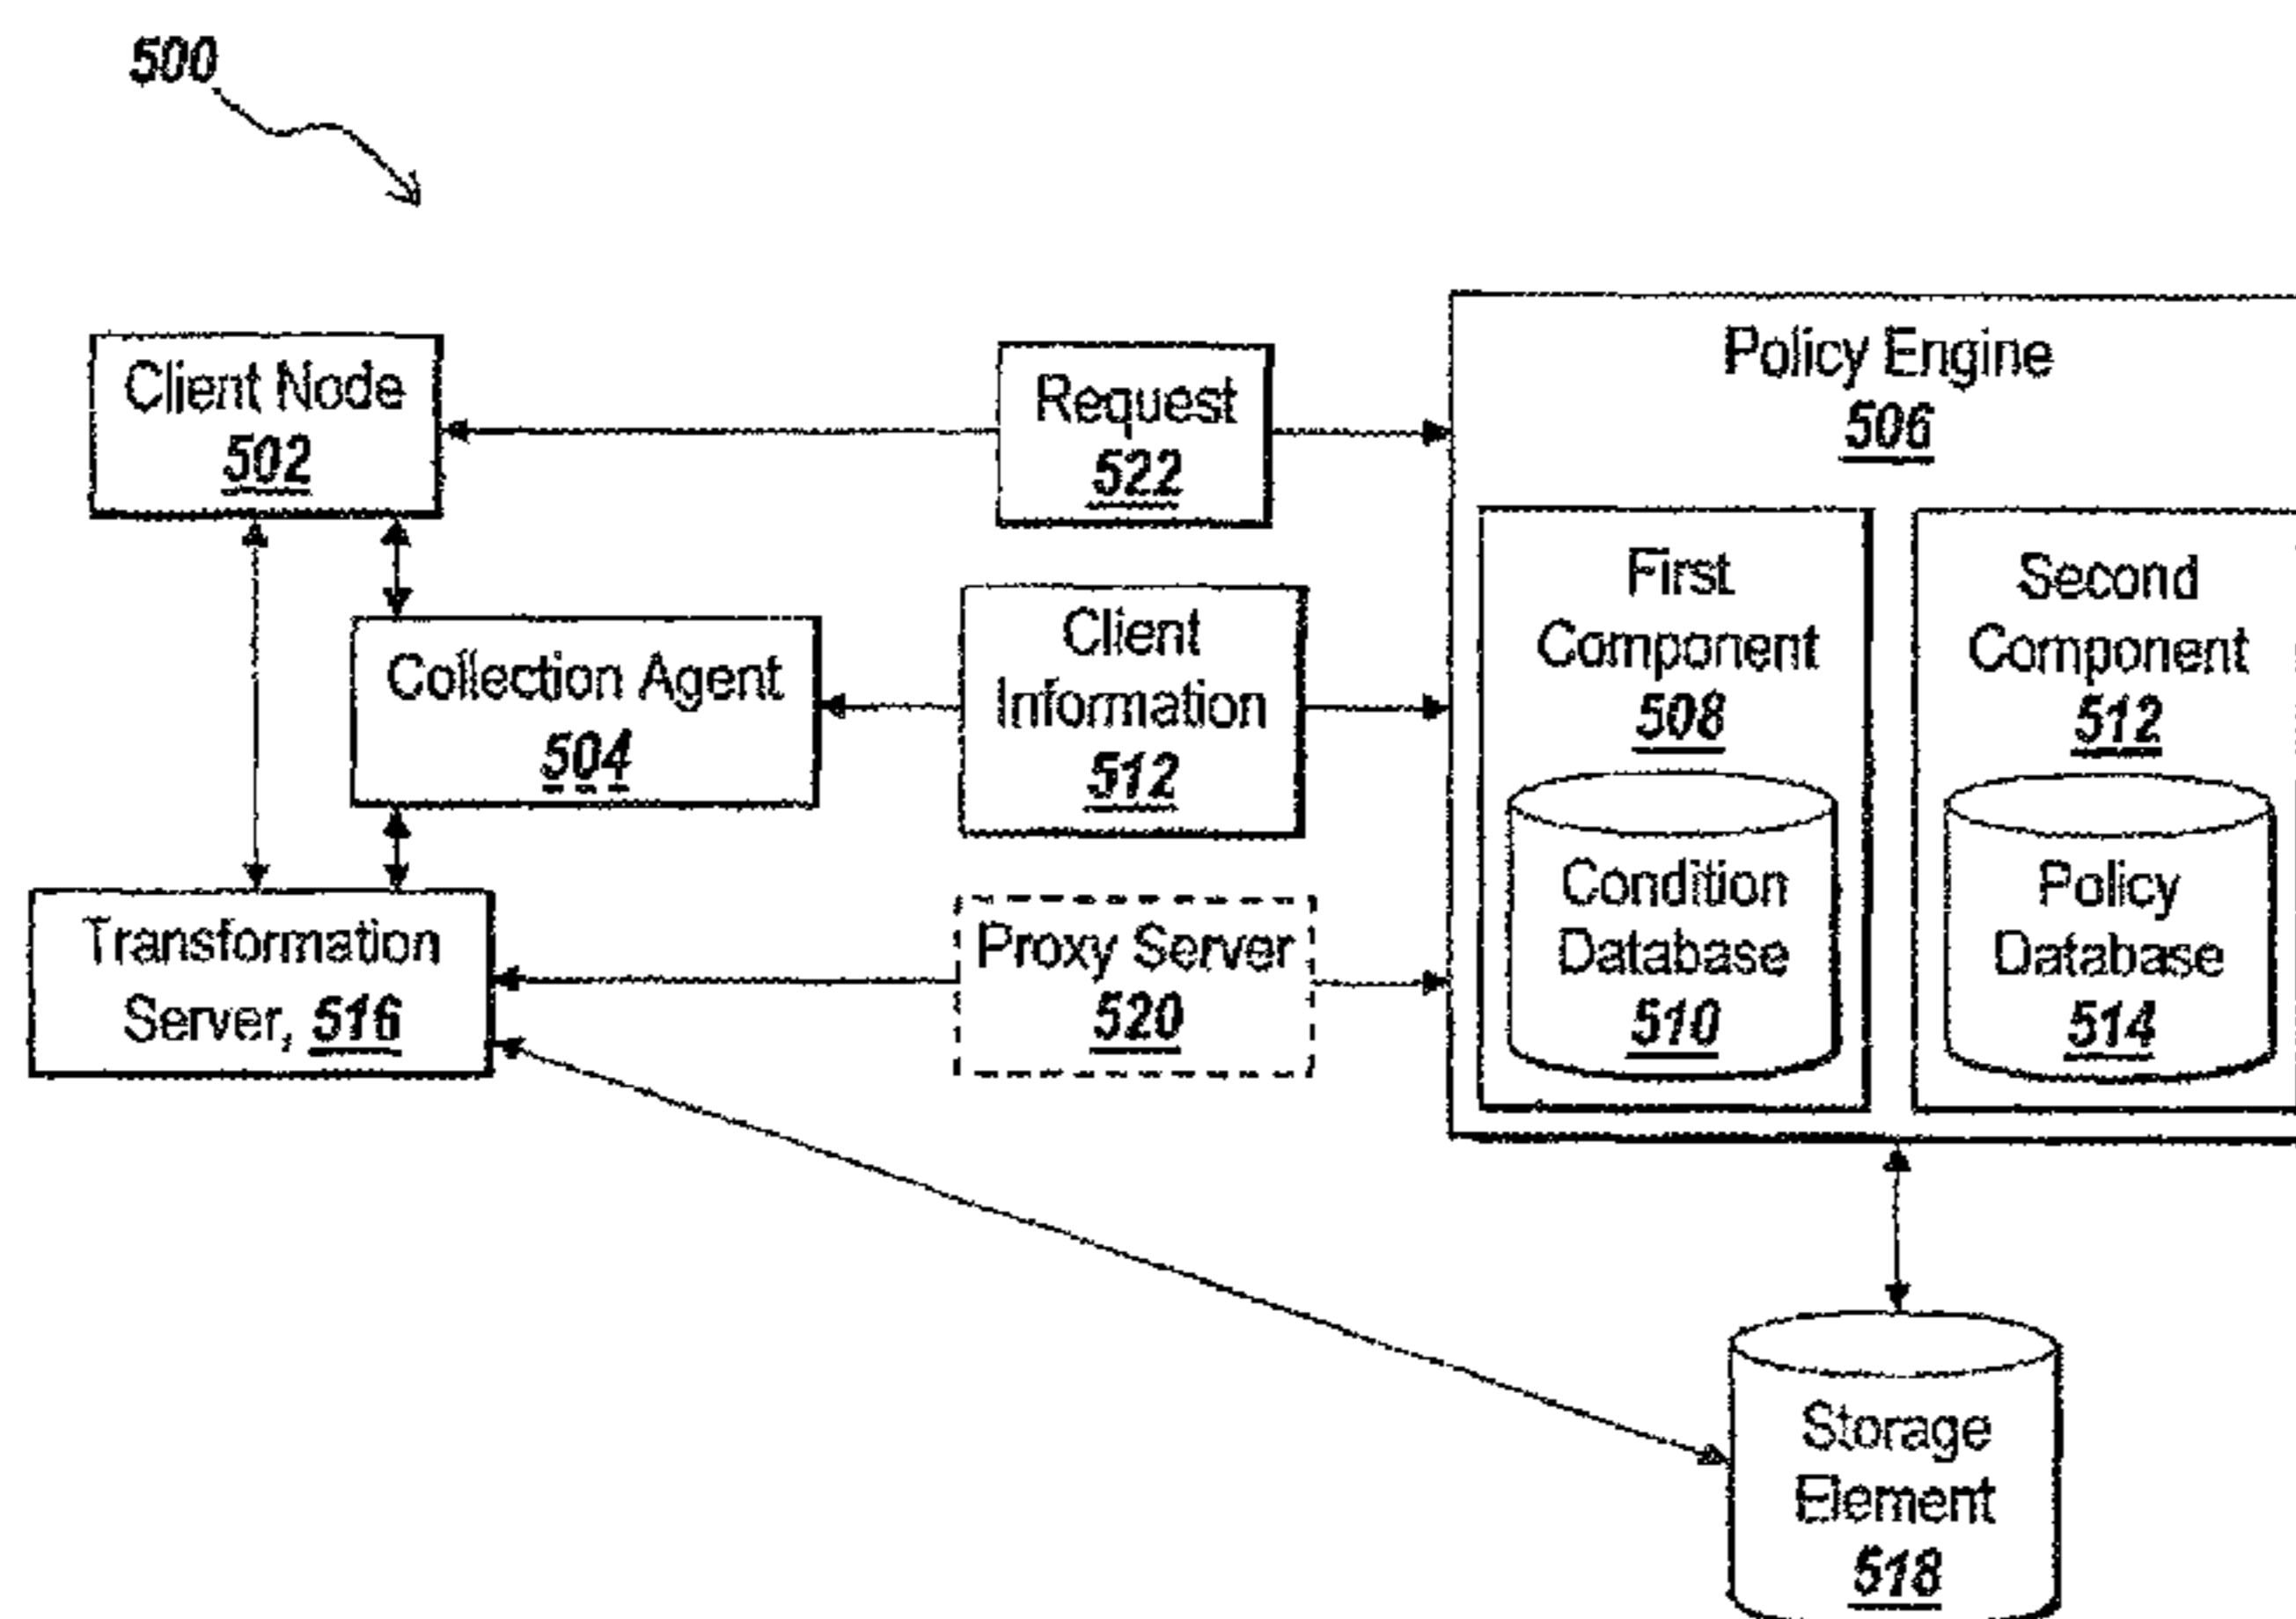 500
Client Node
502
Request
522
Policy Engine
506
Collection Agent
504
Client
Information
512
First
Component
508
Second
Component
512
Transformation
Server, 516
Proxy Server
520
Condition
Database
510
Policy
Database
514
Storage
Element
518